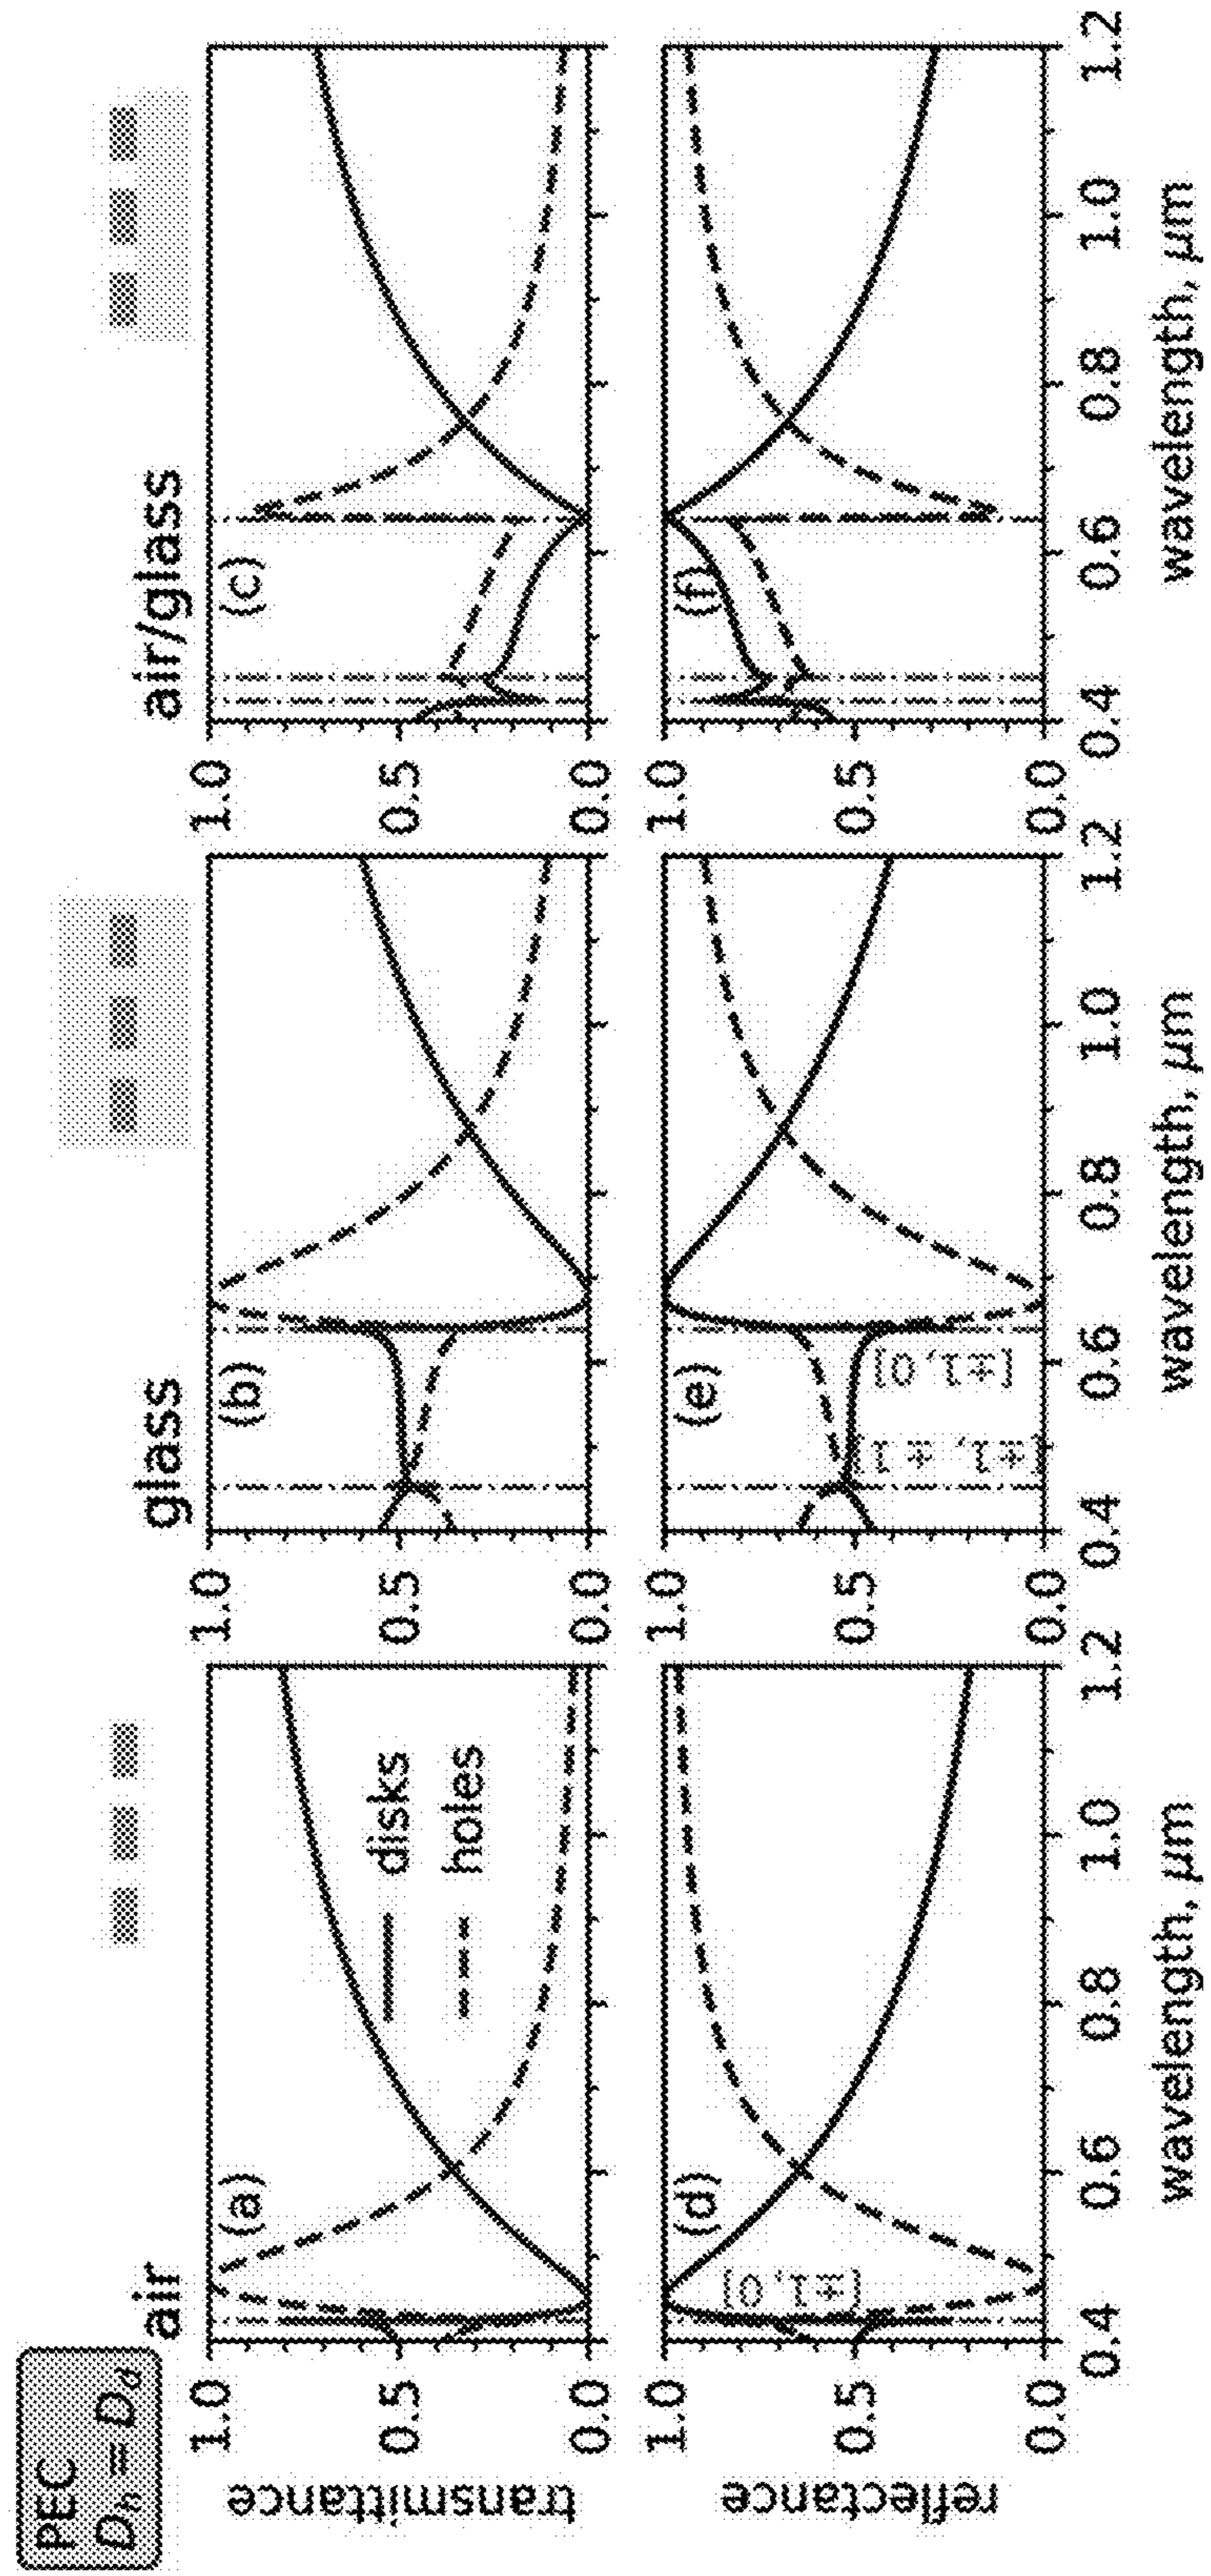 PEC
Dh = Dd
air
glass
air/glass
transmittance
1.0
0.5
0.0
(a)
disks
holes
1.0
0.5
0.0
(b)
1.0
0.5
0.0
(c)
reflectance
1.0
0.5
0.0
(d)
[±1, 0]
1.0
0.5
0.0
(e)
[±1, ±1]
[±1, 0]
1.0
0.5
0.0
(f)
0.4 0.6 0.8 1.0 1.2
0.4 0.6 0.8 1.0 1.2
0.4 0.6 0.8 1.0 1.2
wavelength, μm
wavelength, μm
wavelength, μm